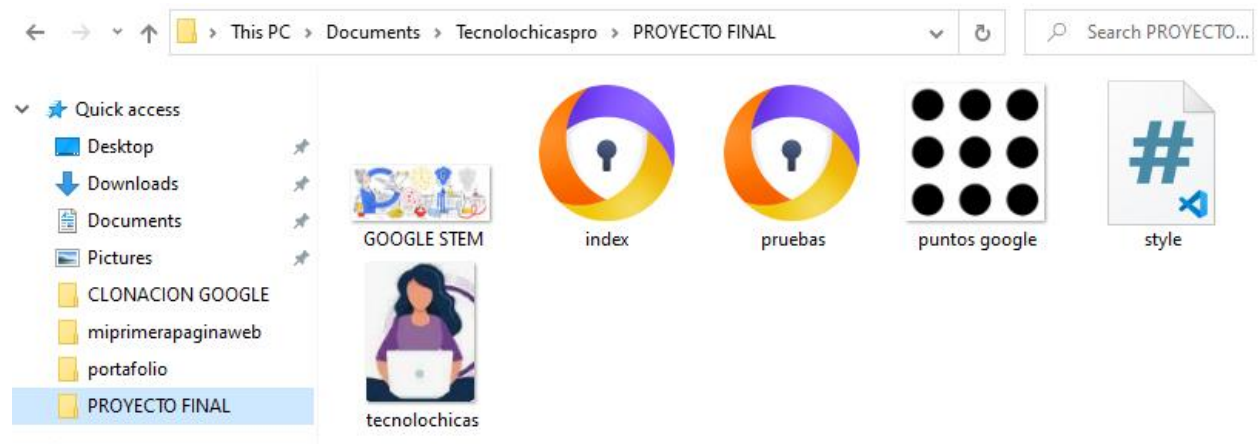 This PC > Documents > Tecnolochicaspro > PROYECTO FINAL
Search PROYECTO...
Quick access
Desktop
Downloads
Documents
Pictures
CLONACION GOOGLE
miprimerapaginaweb
portafolio
PROYECTO FINAL
GOOGLE STEM
index
pruebas
puntos google
#
style
tecnolochicas